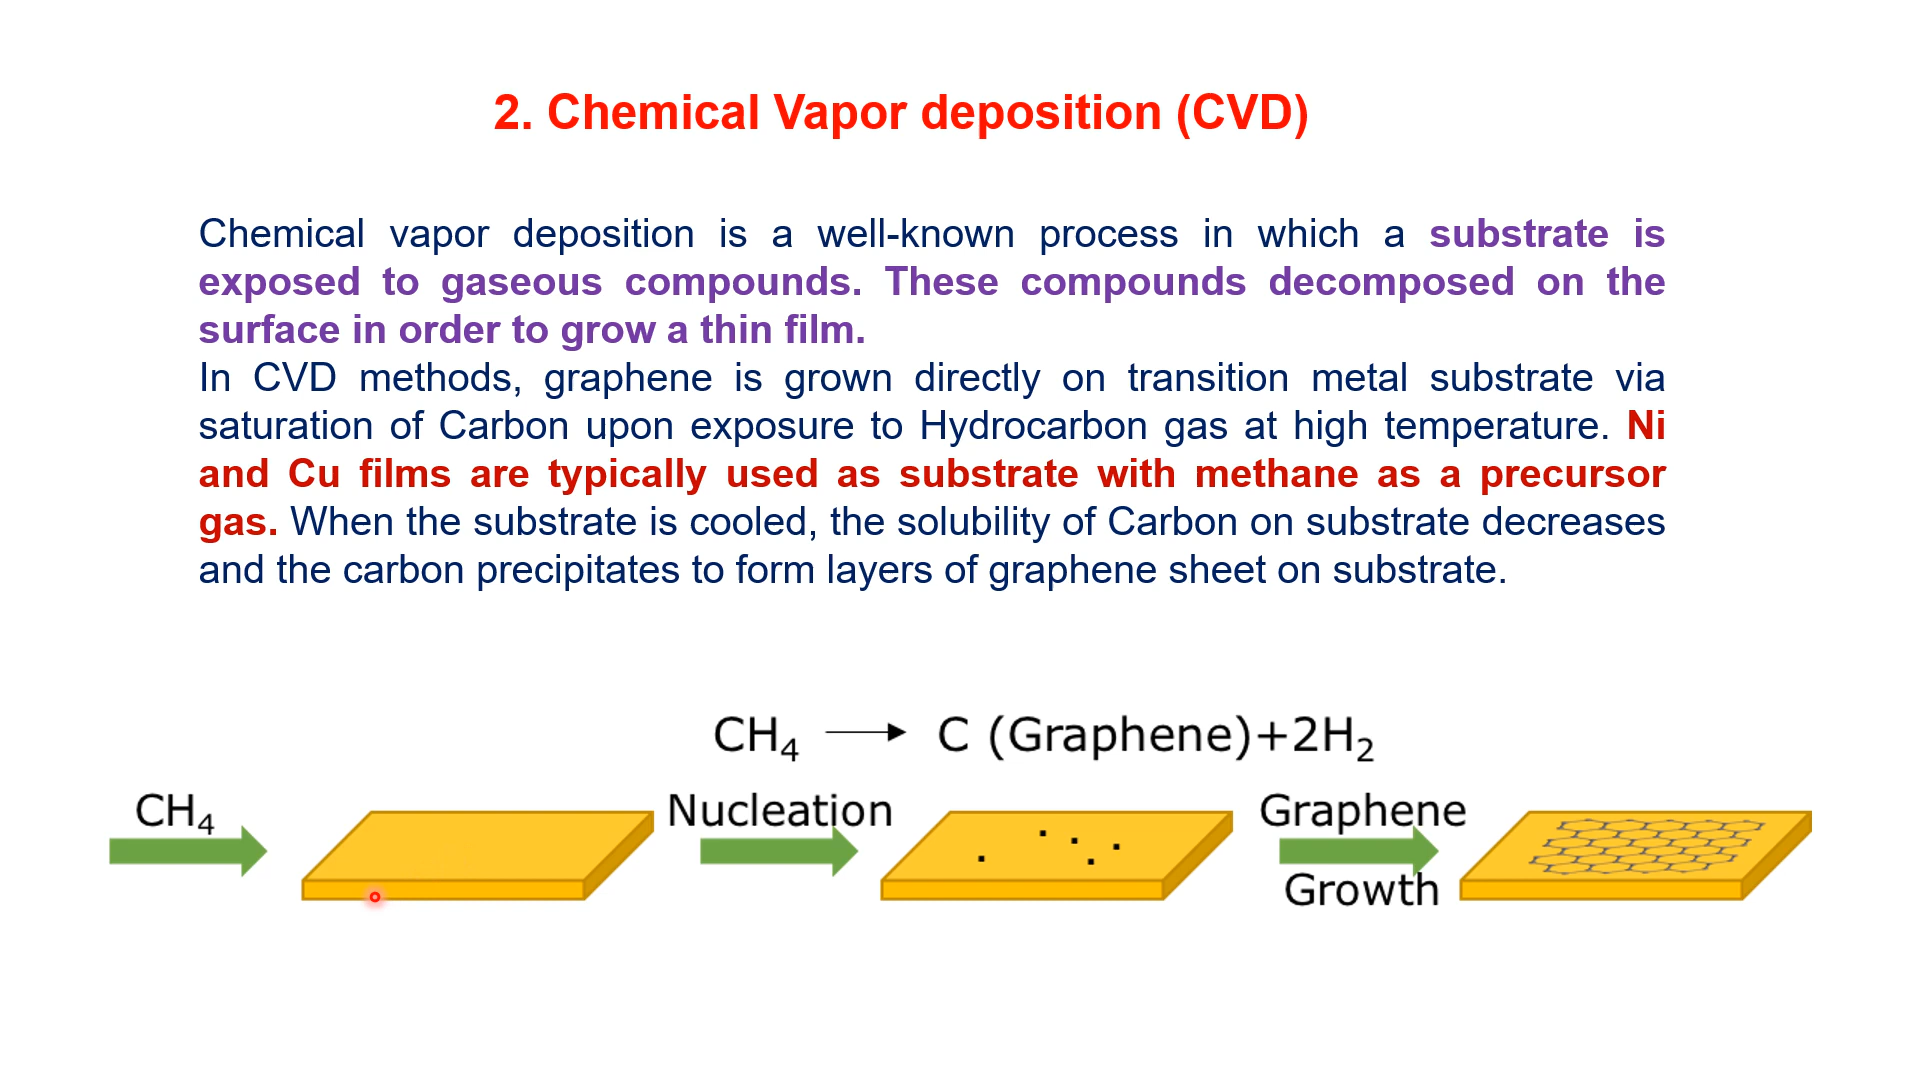 2. Chemical Vapor deposition (CVD)
Chemical vapor deposition is a well-known process in which a substrate is
exposed to gaseous compounds. These compounds decomposed on the
surface in order to grow a thin film.
In CVD methods, graphene is grown directly on transition metal substrate via
saturation of Carbon upon exposure to Hydrocarbon gas at high temperature. Ni
and Cu films are typically used as substrate with methane as a precursor
gas. When the substrate is cooled, the solubility of Carbon on substrate decreases
and the carbon precipitates to form layers of graphene sheet on substrate.
CH₄ → C (Graphene)+2H₂
CH₄
Nucleation
Graphene
Growth